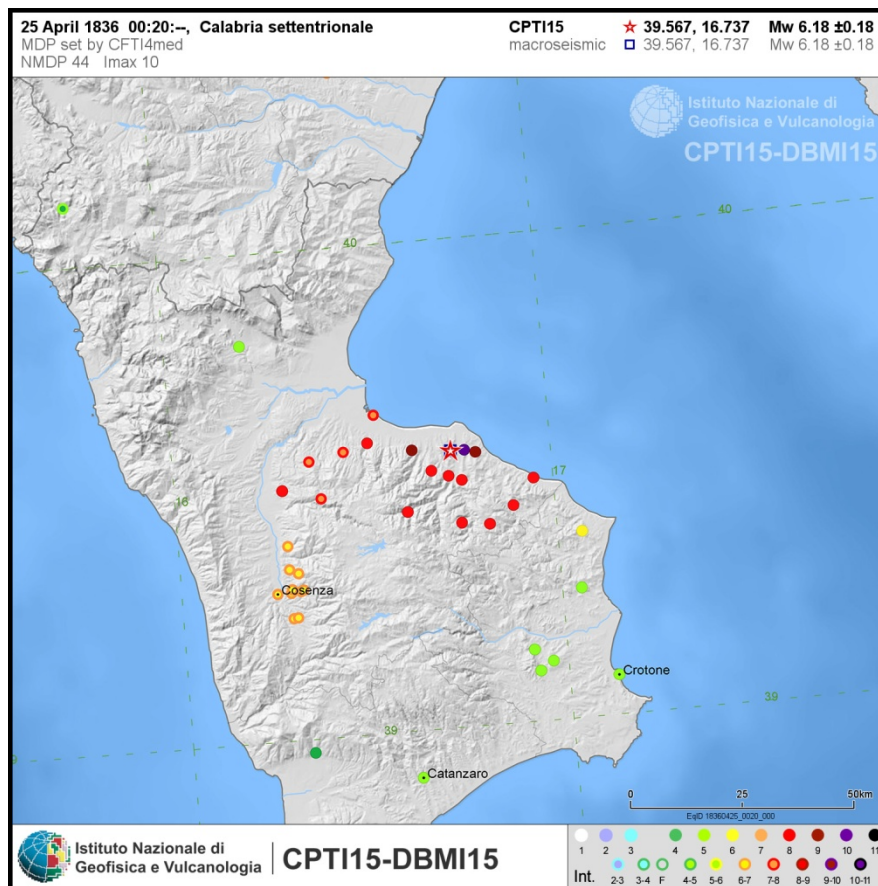 25 April 1836 00:20:--, Calabria settentrionale
CPTI15 39.567, 16.737 Mw 6.18 ±0.18
MDP set by CFTI4med
macroseismic 39.567, 16.737 Mw 6.18 ±0.18
NMDP 44 Imax 10
Istituto Nazionale di
Geofisica e Vulcanologia
CPTI15-DBMI15
40
40
17
16
Cosenza
Crotone
39
39
9
Catanzaro
0 25 50km
EqID 18360425_0020_000
Istituto Nazionale di
Geofisica e Vulcanologia
CPTI15-DBMI15
1 2 3 4 5 6 7 8 9 10 11
Int. 2-3 3-4 F 4-5 5-6 6-7 7-8 8-9 9-10 10-11